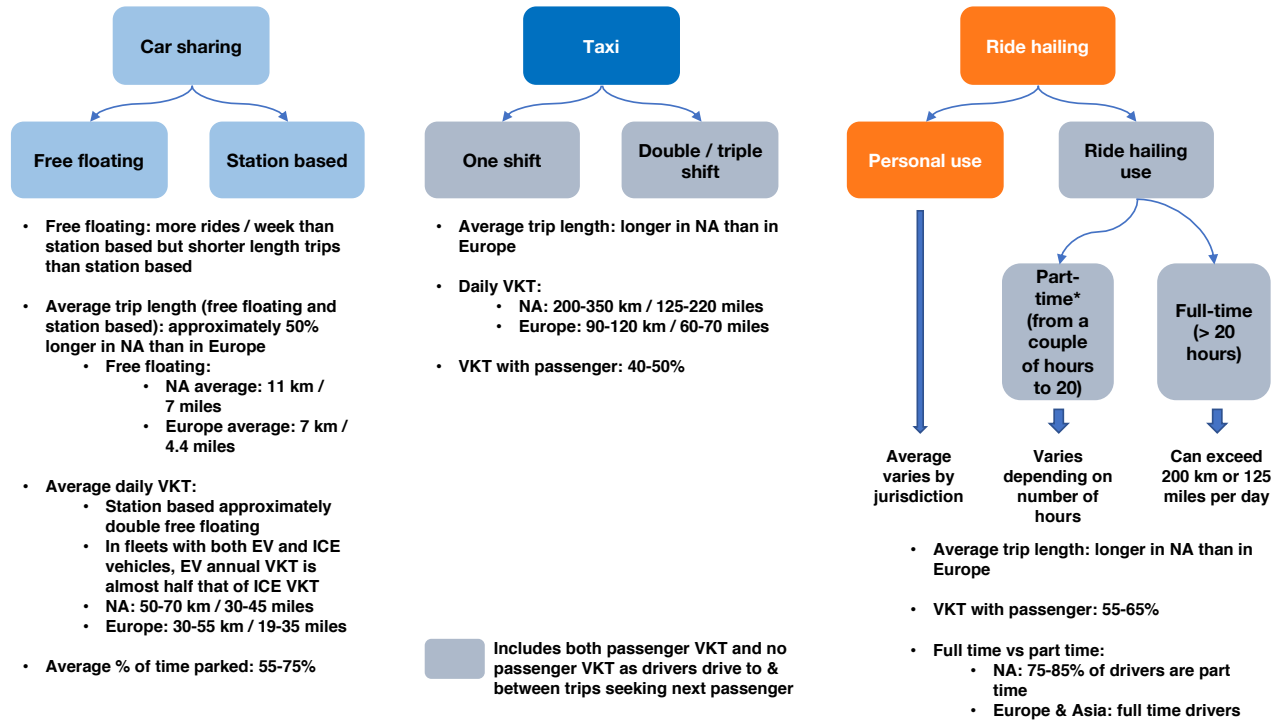 Car sharing
Free floating
Station based
• Free floating: more rides / week than
station based but shorter length trips
than station based
• Average trip length (free floating and
station based): approximately 50%
longer in NA than in Europe
• Free floating:
• NA average: 11 km /
7 miles
• Europe average: 7 km /
4.4 miles
• Average daily VKT:
• Station based approximately
double free floating
• In fleets with both EV and ICE
vehicles, EV annual VKT is
almost half that of ICE VKT
• NA: 50-70 km / 30-45 miles
• Europe: 30-55 km / 19-35 miles
• Average % of time parked: 55-75%
Taxi
One shift
Double / triple
shift
• Average trip length: longer in NA than in
Europe
• Daily VKT:
• NA: 200-350 km / 125-220 miles
• Europe: 90-120 km / 60-70 miles
• VKT with passenger: 40-50%
Includes both passenger VKT and no
passenger VKT as drivers drive to &
between trips seeking next passenger
Ride hailing
Personal use
Ride hailing
use
Part-
time*
(from a
couple
of hours
to 20)
Full-time
(> 20
hours)
Average
varies by
jurisdiction
Varies
depending on
number of
hours
Can exceed
200 km or 125
miles per day
• Average trip length: longer in NA than in
Europe
• VKT with passenger: 55-65%
• Full time vs part time:
• NA: 75-85% of drivers are part
time
• Europe & Asia: full time drivers